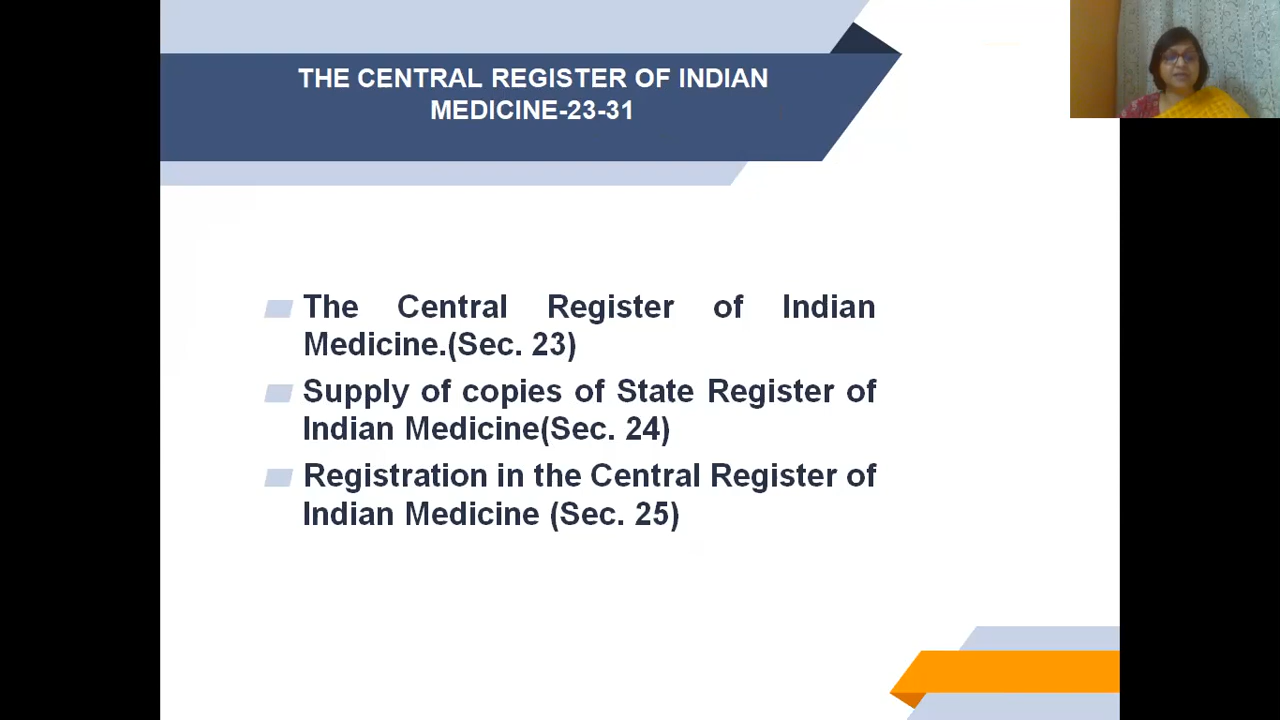 THE CENTRAL REGISTER OF INDIAN
MEDICINE-23-31
The Central Register of Indian
Medicine.(Sec. 23)
Supply of copies of State Register of
Indian Medicine(Sec. 24)
Registration in the Central Register of
Indian Medicine (Sec. 25)